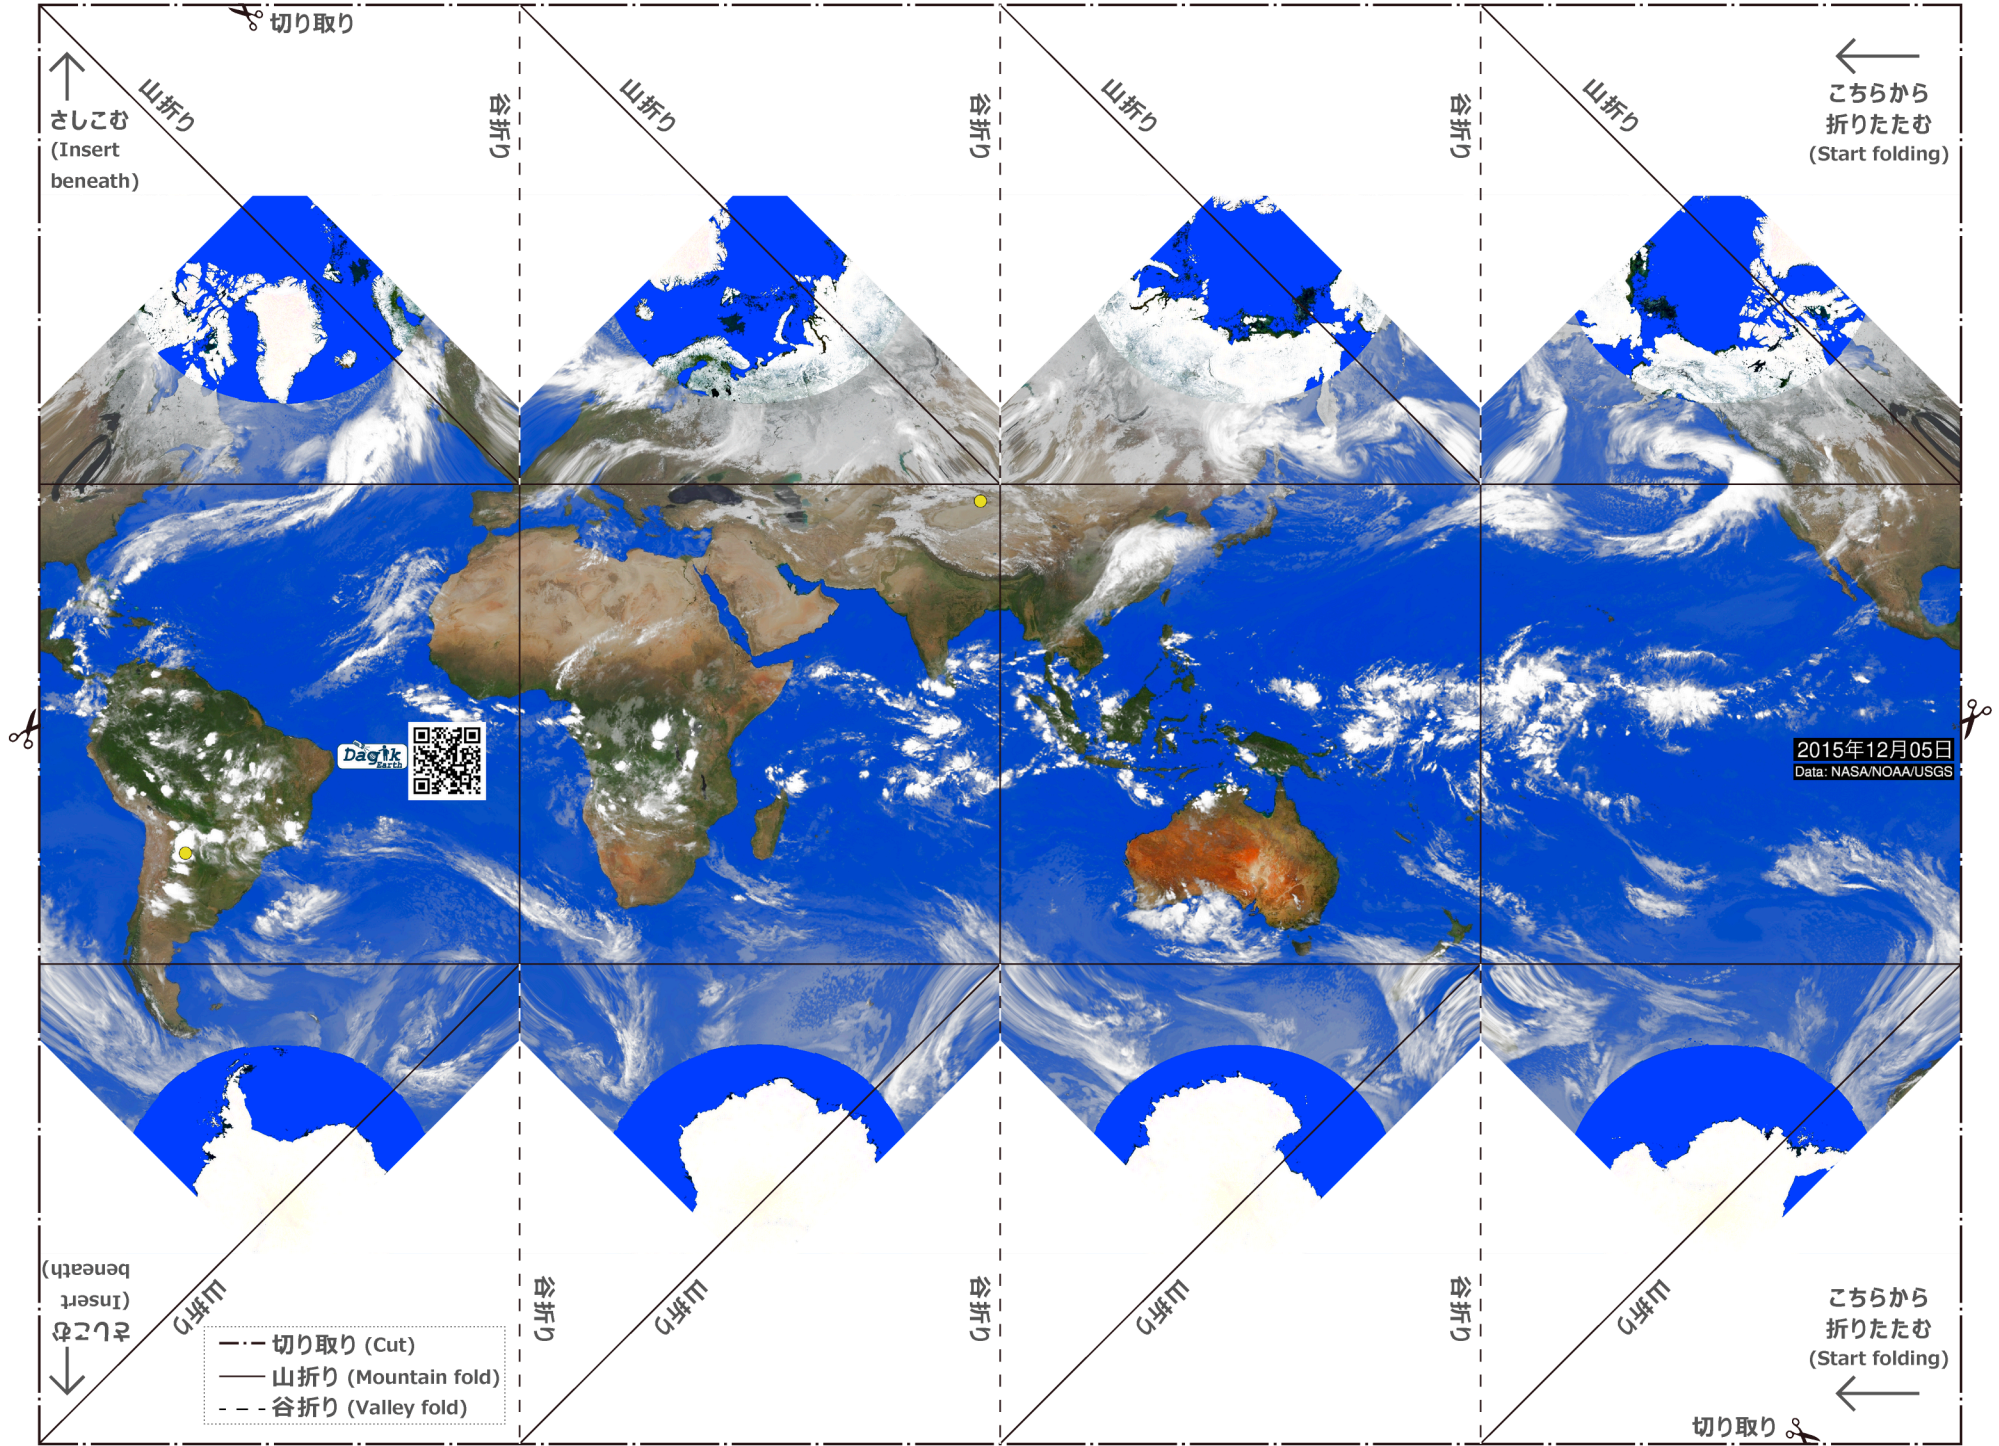 切り取り
さしこむ
(Insert
beneath)
山折り
谷折り
山折り
谷折り
山折り
谷折り
山折り
こちらから
折りたたむ
(Start folding)
Dagik
Earth
2015年12月05日
Data: NASA/NOAA/USGS
さしこむ
(Insert
beneath)
山折り
谷折り
山折り
谷折り
山折り
谷折り
山折り
こちらから
折りたたむ
(Start folding)
切り取り (Cut)
山折り (Mountain fold)
谷折り (Valley fold)
切り取り